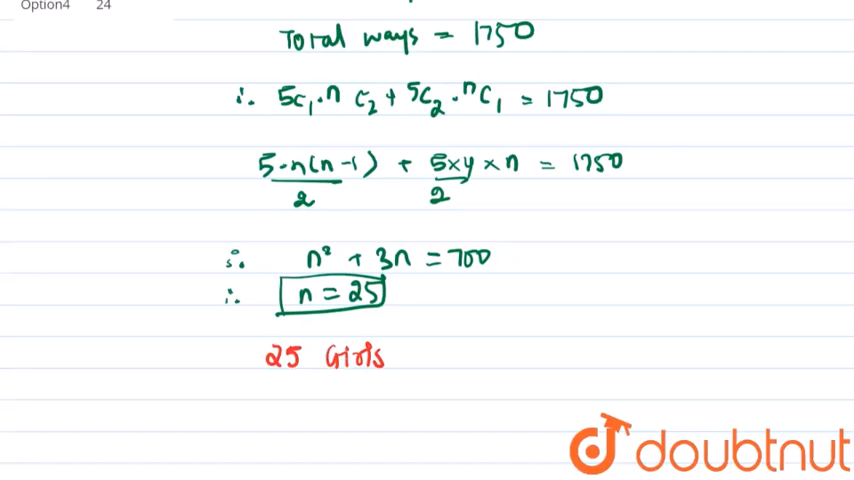 Option4 24
Total ways = 1750
∴ 5C₁·ⁿC₂ + 5C₂·ⁿC₁ = 1750
5·n(n-1)/2 + 5×4/2 × n = 1750
∴ n² + 3n = 700
∴ n = 25
25 Girls
doubtnut